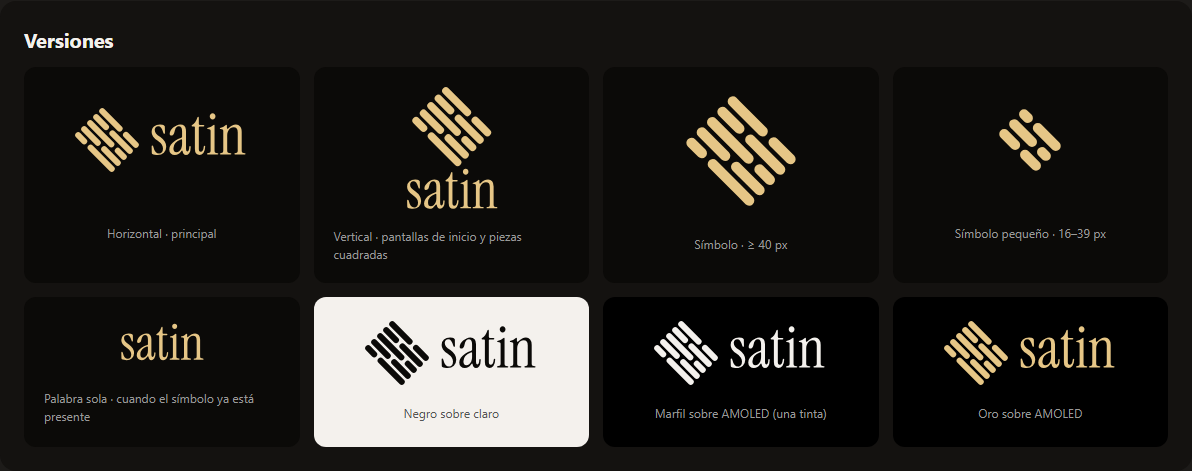 Versiones
satin
Horizontal · principal
satin
Vertical · pantallas de inicio y piezas
cuadradas
Símbolo · ≥ 40 px
Símbolo pequeño · 16–39 px
satin
Palabra sola · cuando el símbolo ya está
presente
satin
Negro sobre claro
satin
Marfil sobre AMOLED (una tinta)
satin
Oro sobre AMOLED